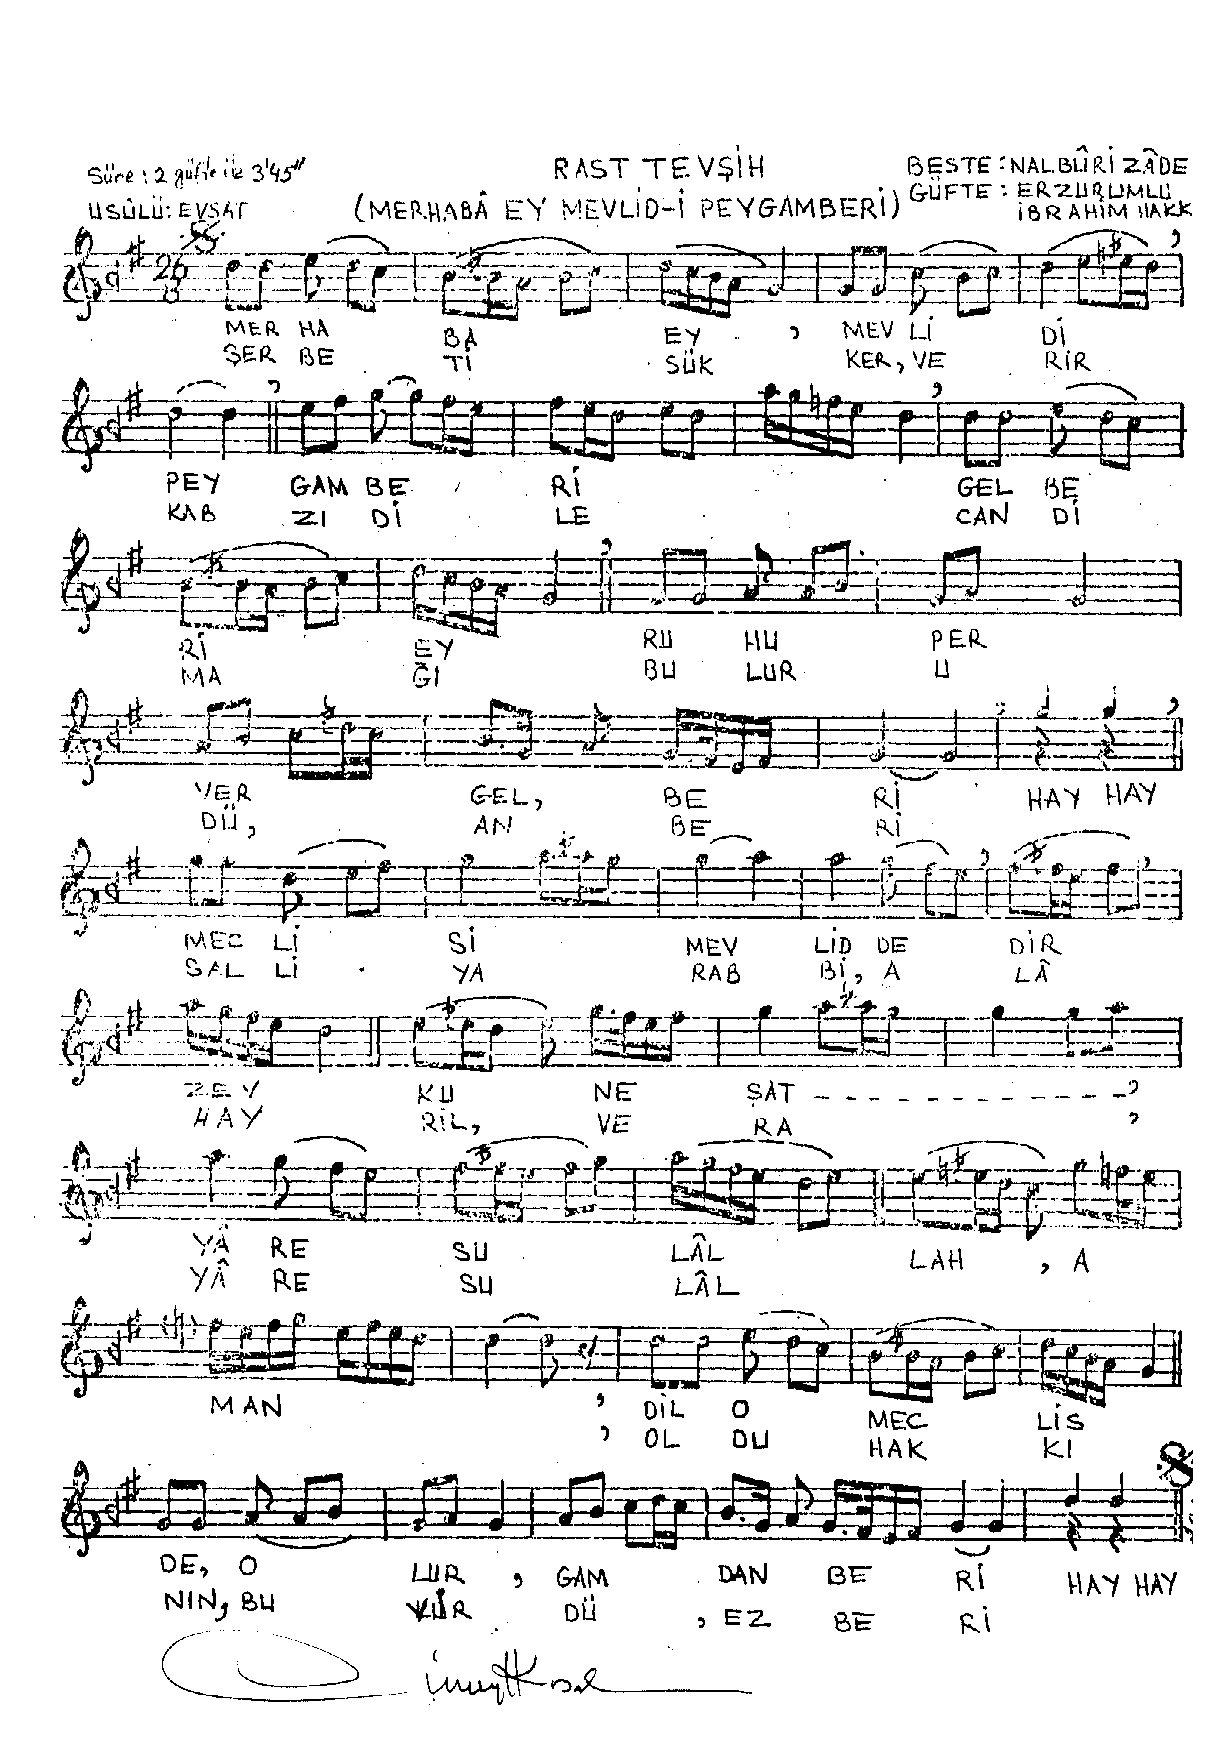 Süre: 2 güfte ile 3'45"
RAST TEVŞİH
BESTE: NALBÛRİ ZÂDE
USÛLÜ: EVSAT
(MERHABÂ EY MEVLİD-İ PEYGAMBERİ)
GÜFTE: ERZURUMLU
İBRAHİM HAKK
26
8
MER HA BA EY , MEV Lİ Dİ
ŞER BE Tİ SÜK KER, VE RİR
PEY GAM BE Rİ GEL BE
KAB ZI Dİ LE CAN Dİ
Rİ EY RU HU PER
MA ĞI BU LUR U
VER GEL, BE Rİ HAY HAY
DÜ, AN BE Rİ
MEC Lİ Sİ MEV LİD DE DİR
SAL Lİ YA RAB Bİ, A LÂ
ZEY KU NE ŞAT - - - - - - - - - - - - ,
HAY RİL, VE RA ,
YÂ RE SU LÂL LAH , A
YÂ RE SU LÂL
MAN , DİL O MEC LİS
, OL DU HAK KI
DE, O LUR , GAM DAN BE Rİ HAY HAY
NIN, BU KÜR DÜ , EZ BE Rİ